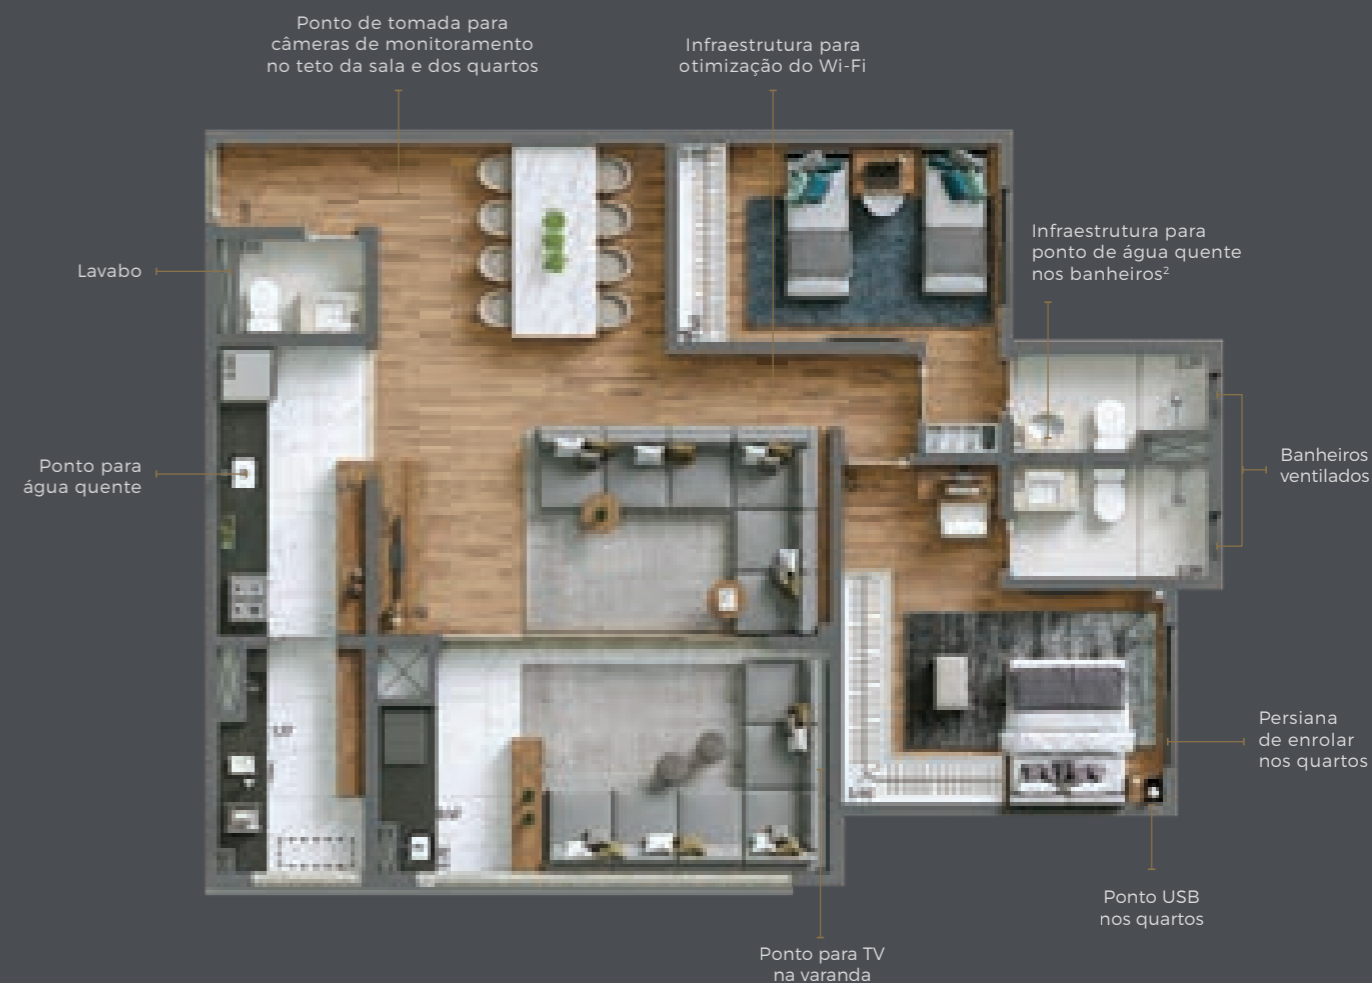 Ponto de tomada para
câmeras de monitoramento
no teto da sala e dos quartos
Infraestrutura para
otimização do Wi-Fi
Infraestrutura para
ponto de água quente
nos banheiros²
Lavabo
Ponto para
água quente
Banheiros
ventilados
Persiana
de enrolar
nos quartos
Ponto USB
nos quartos
Ponto para TV
na varanda